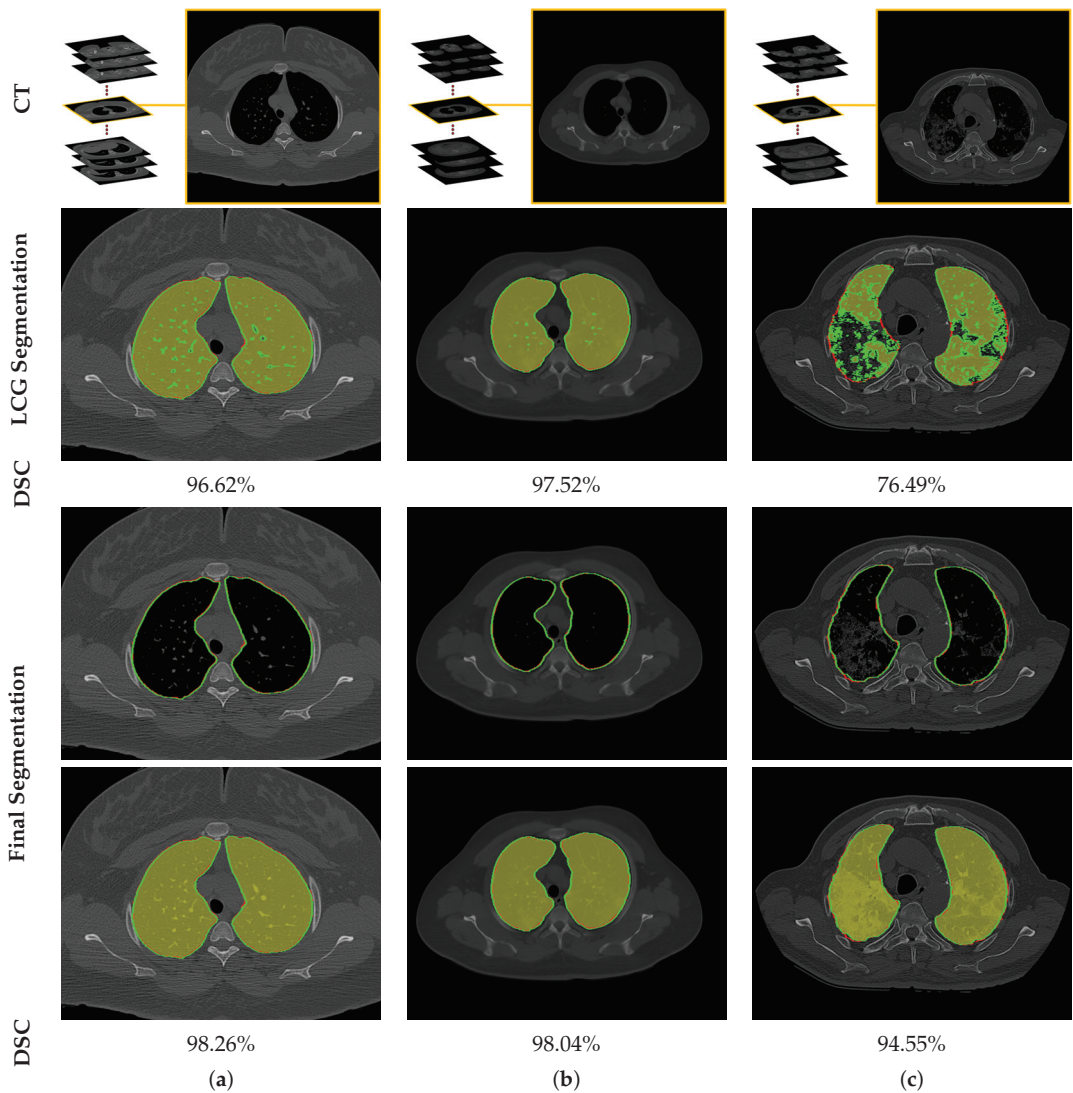 CT
LCG Segmentation
DSC
96.62%
97.52%
76.49%
Final Segmentation
DSC
98.26%
98.04%
94.55%
(a)
(b)
(c)